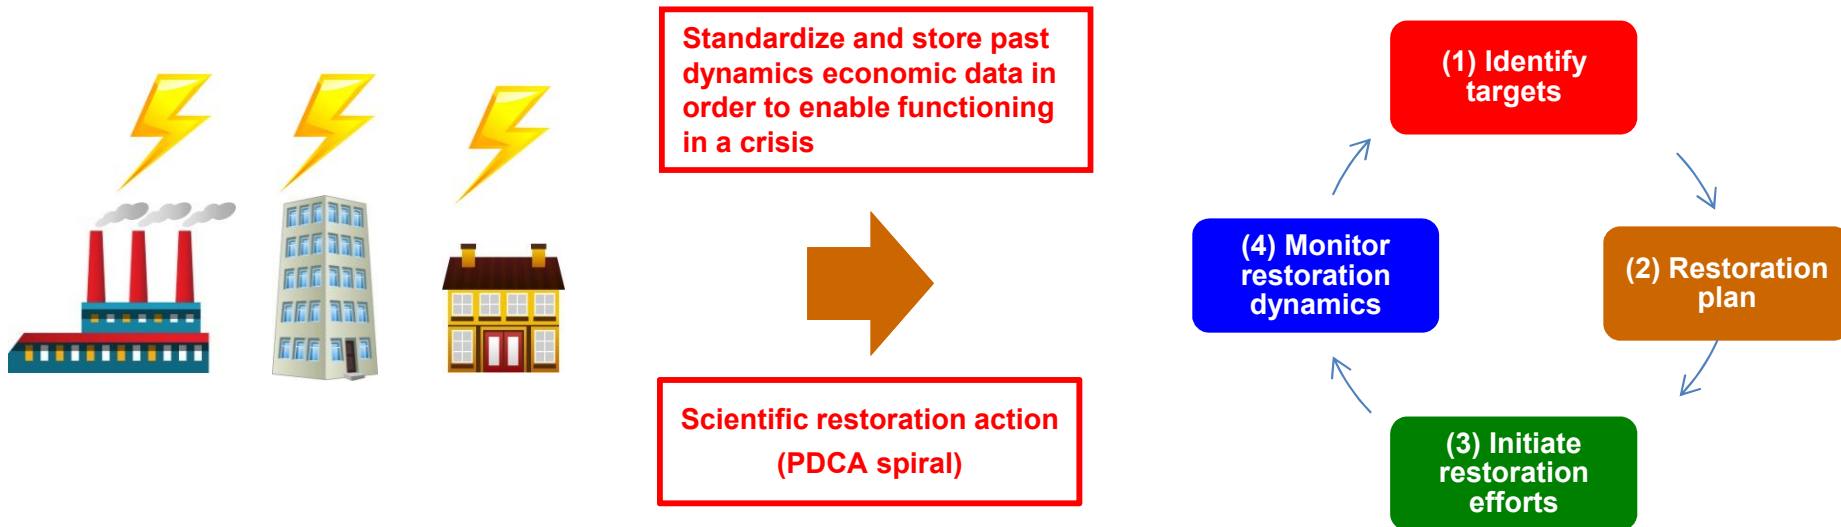 Standardize and store past
dynamics economic data in
order to enable functioning
in a crisis
Scientific restoration action
(PDCA spiral)
(1) Identify
targets
(2) Restoration
plan
(3) Initiate
restoration
efforts
(4) Monitor
restoration
dynamics